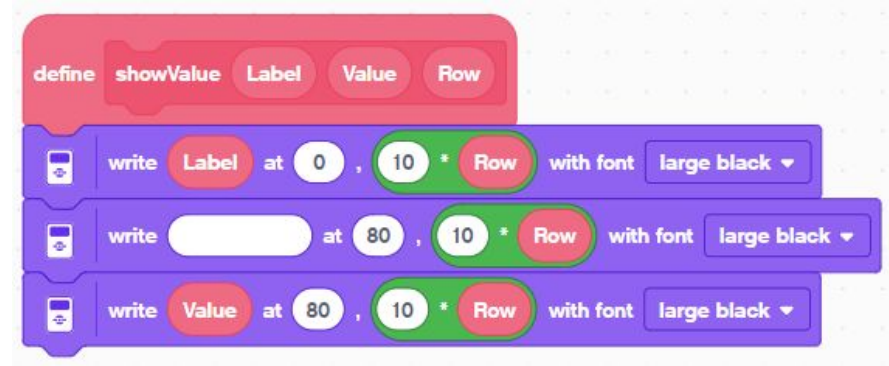 define showValue Label Value Row
write Label at 0 , 10 * Row with font large black
write at 80 , 10 * Row with font large black
write Value at 80 , 10 * Row with font large black